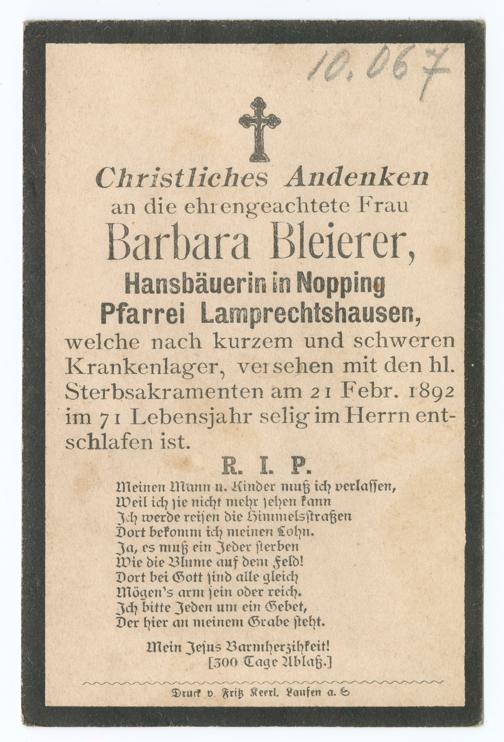 10.067
Christliches Andenken
an die ehrengeachtete Frau
Barbara Bleierer,
Hansbäuerin in Nopping
Pfarrei Lamprechtshausen,
welche nach kurzem und schweren
Krankenlager, versehen mit den hl.
Sterbsakramenten am 21 Febr. 1892
im 71 Lebensjahr selig im Herrn ent-
schlafen ist.
R. I. P.
Meinen Mann u. Kinder muß ich verlassen,
Weil ich sie nicht mehr sehen kann
Ich werde reisen die Himmelsstraßen
Dort bekomm ich meinen Lohn.
Ja, es muß ein Jeder sterben
Wie die Blume auf dem Feld!
Dort bei Gott sind alle gleich
Mögen's arm sein oder reich.
Ich bitte Jeden um ein Gebet,
Der hier an meinem Grabe steht.
Mein Jesus Barmherzihkeit!
[300 Tage Ablaß.]
Druck v. Fritz Keerl. Laufen a. S